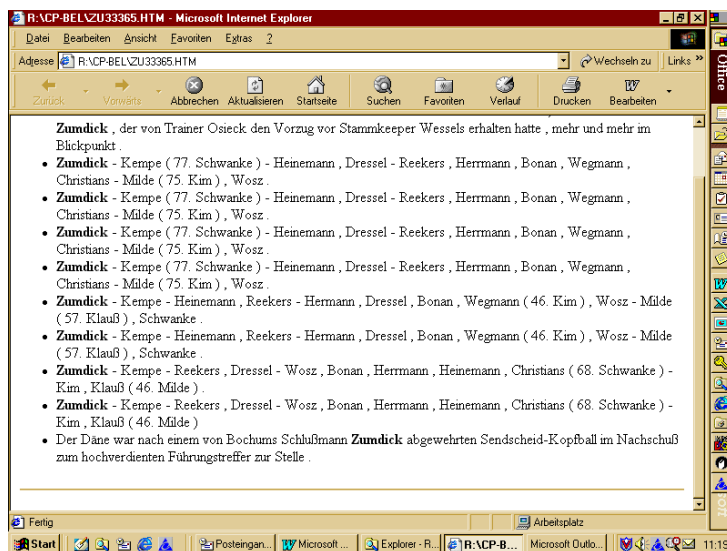 R:\CP-BEL\ZU33365.HTM - Microsoft Internet Explorer
Datei Bearbeiten Ansicht Favoriten Extras ?
Adresse R:\CP-BEL\ZU33365.HTM Wechseln zu Links »
Zurück Vorwärts Abbrechen Aktualisieren Startseite Suchen Favoriten Verlauf Drucken Bearbeiten
Office
Zumdick , der von Trainer Osieck den Vorzug vor Stammkeeper Wessels erhalten hatte , mehr und mehr im
Blickpunkt .
Zumdick - Kempe ( 77. Schwanke ) - Heinemann , Dressel - Reekers , Herrmann , Bonan , Wegmann ,
Christians - Milde ( 75. Kim ) , Wosz .
Zumdick - Kempe ( 77. Schwanke ) - Heinemann , Dressel - Reekers , Herrmann , Bonan , Wegmann ,
Christians - Milde ( 75. Kim ) , Wosz .
Zumdick - Kempe ( 77. Schwanke ) - Heinemann , Dressel - Reekers , Herrmann , Bonan , Wegmann ,
Christians - Milde ( 75. Kim ) , Wosz .
Zumdick - Kempe ( 77. Schwanke ) - Heinemann , Dressel - Reekers , Herrmann , Bonan , Wegmann ,
Christians - Milde ( 75. Kim ) , Wosz .
Zumdick - Kempe - Heinemann , Reekers - Hermann , Dressel , Bonan , Wegmann ( 46. Kim ) , Wosz - Milde
( 57. Klauß ) , Schwanke .
Zumdick - Kempe - Heinemann , Reekers - Hermann , Dressel , Bonan , Wegmann ( 46. Kim ) , Wosz - Milde
( 57. Klauß ) , Schwanke .
Zumdick - Kempe - Reekers , Dressel - Wosz , Bonan , Herrmann , Heinemann , Christians ( 68. Schwanke ) -
Kim , Klauß ( 46. Milde ) .
Zumdick - Kempe - Reekers , Dressel - Wosz , Bonan , Herrmann , Heinemann , Christians ( 68. Schwanke ) -
Kim , Klauß ( 46. Milde )
Der Däne war nach einem von Bochums Schlußmann Zumdick abgewehrten Sendscheid-Kopfball im Nachschuß
zum hochverdienten Führungstreffer zur Stelle .
Fertig Arbeitsplatz
Start Posteingan... Microsoft ... Explorer - R... R:\CP-B... Microsoft Outlo...